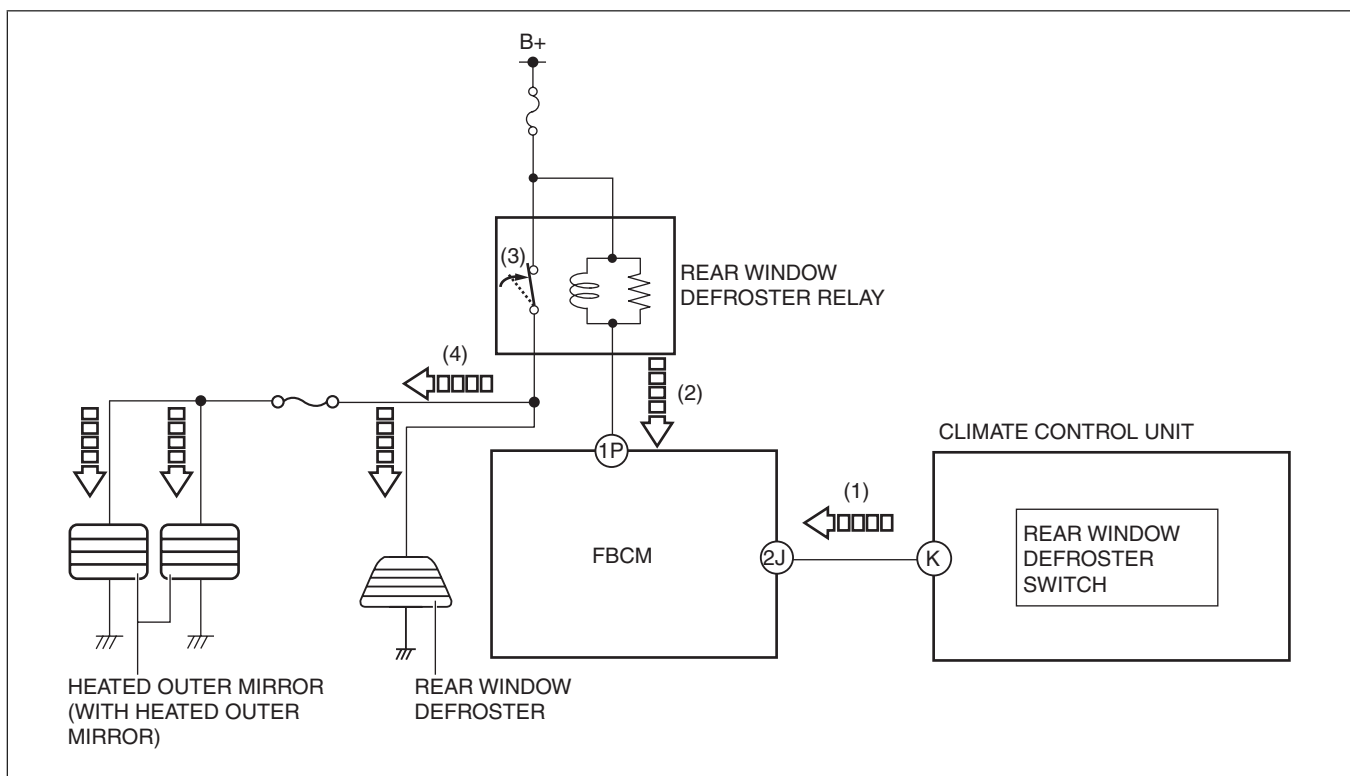 B+
(3)
REAR WINDOW
DEFROSTER RELAY
(4)
(2)
CLIMATE CONTROL UNIT
1P
(1)
REAR WINDOW
DEFROSTER
SWITCH
FBCM
2J
K
HEATED OUTER MIRROR
(WITH HEATED OUTER
MIRROR)
REAR WINDOW
DEFROSTER